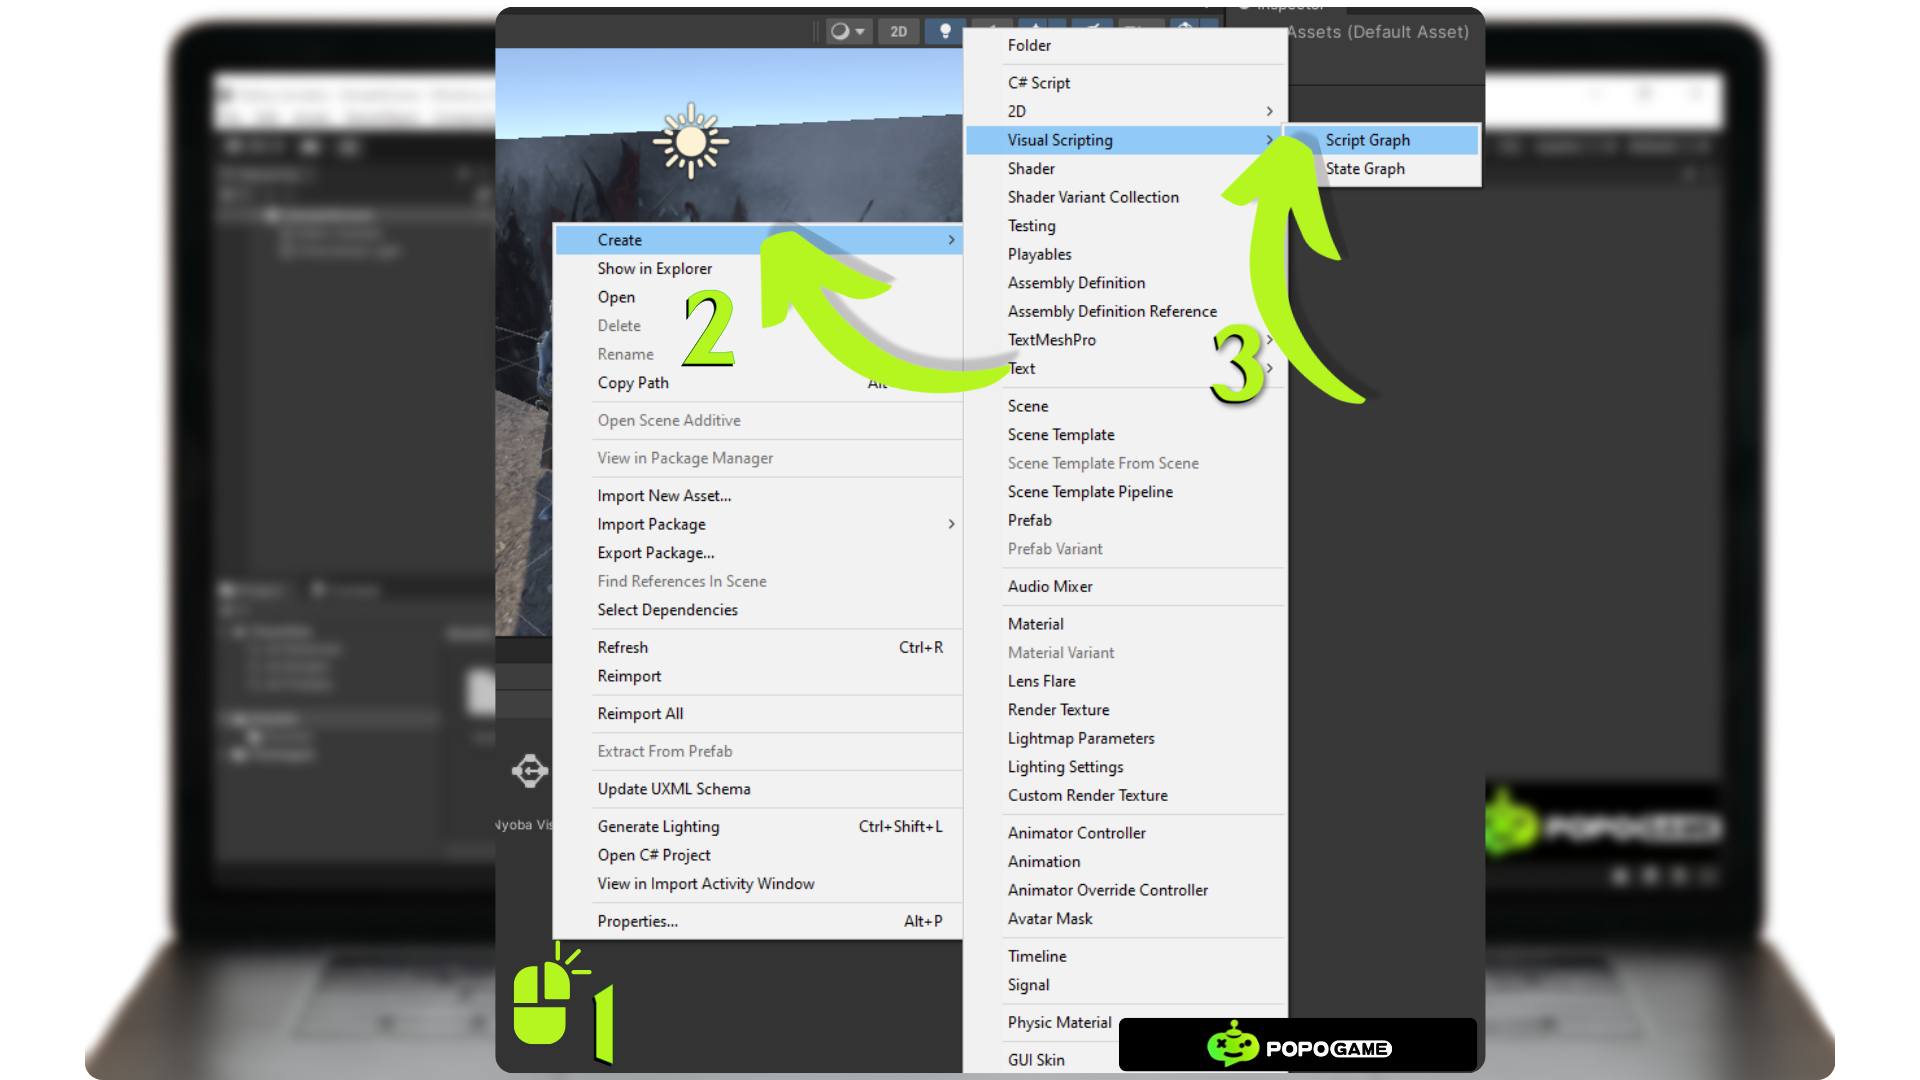 Inspector
Assets (Default Asset)
2D
Folder
C# Script
2D
Visual Scripting
Shader
Shader Variant Collection
Testing
Playables
Assembly Definition
Assembly Definition Reference
TextMeshPro
Text
Scene
Scene Template
Scene Template From Scene
Scene Template Pipeline
Prefab
Prefab Variant
Audio Mixer
Material
Material Variant
Lens Flare
Render Texture
Lightmap Parameters
Lighting Settings
Custom Render Texture
Animator Controller
Animation
Animator Override Controller
Avatar Mask
Timeline
Signal
Physic Material
GUI Skin
Script Graph
State Graph
3
Create
Show in Explorer
Open
Delete
Rename
Copy Path Alt
Open Scene Additive
View in Package Manager
Import New Asset...
Import Package
Export Package...
Find References In Scene
Select Dependencies
Refresh Ctrl+R
Reimport
Reimport All
Extract From Prefab
Update UXML Schema
Generate Lighting Ctrl+Shift+L
Open C# Project
View in Import Activity Window
Properties... Alt+P
2
Nyoba Vis
1
POPOGAME
POPOGAME